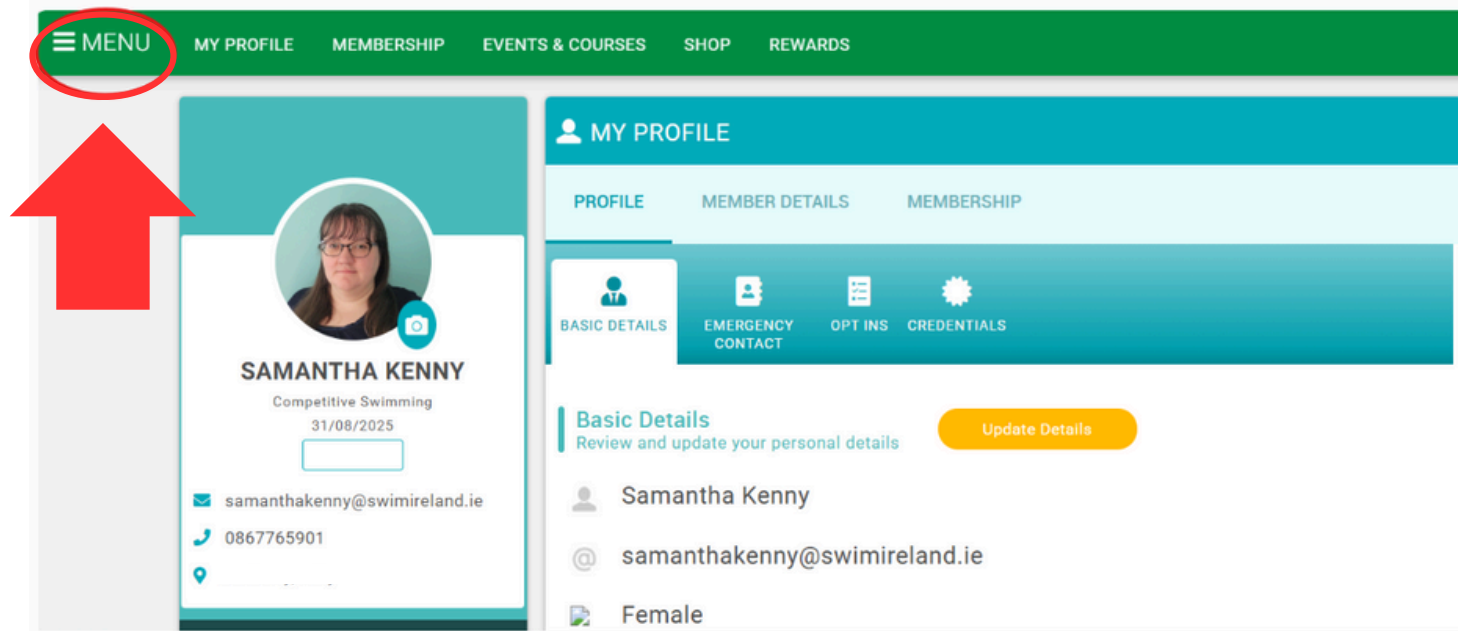 MENU MY PROFILE MEMBERSHIP EVENTS & COURSES SHOP REWARDS
SAMANTHA KENNY
Competitive Swimming
31/08/2025
samanthakenny@swimireland.ie
0867765901
MY PROFILE
PROFILE MEMBER DETAILS MEMBERSHIP
BASIC DETAILS
EMERGENCY
CONTACT
OPT INS
CREDENTIALS
Basic Details
Review and update your personal details
Update Details
Samantha Kenny
@ samanthakenny@swimireland.ie
Female